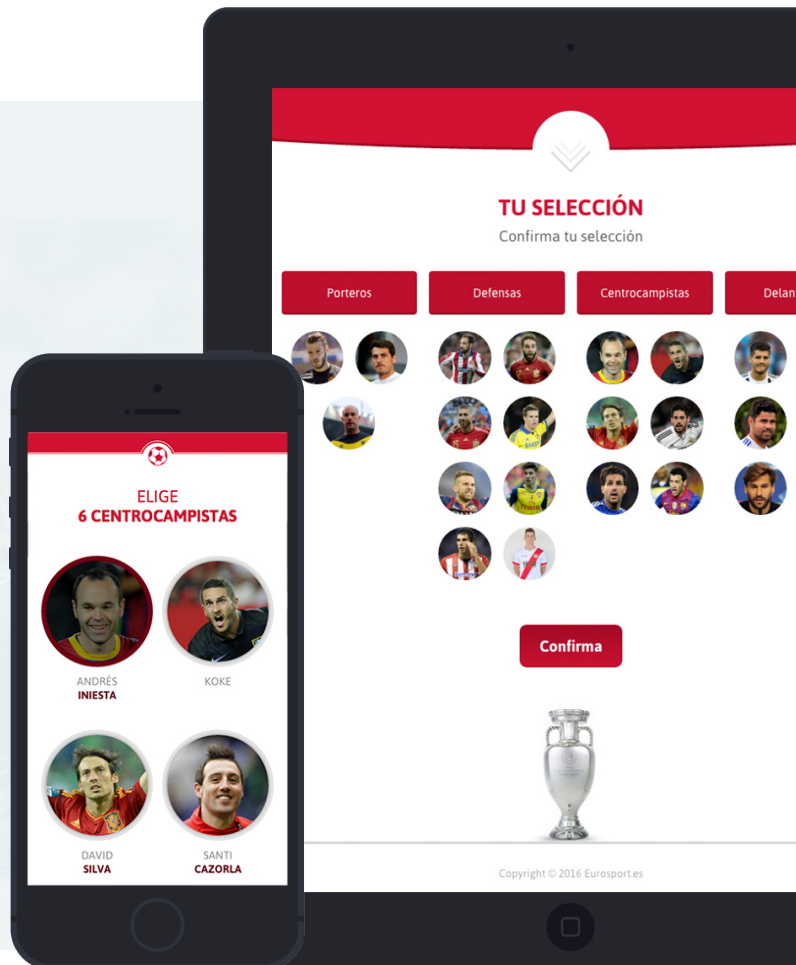 TU SELECCIÓN
Confirma tu selección
Porteros
Defensas
Centrocampistas
Delan
Confirma
Copyright © 2016 Eurosport.es
ELIGE
6 CENTROCAMPISTAS
ANDRÉS
INIESTA
KOKE
DAVID
SILVA
SANTI
CAZORLA